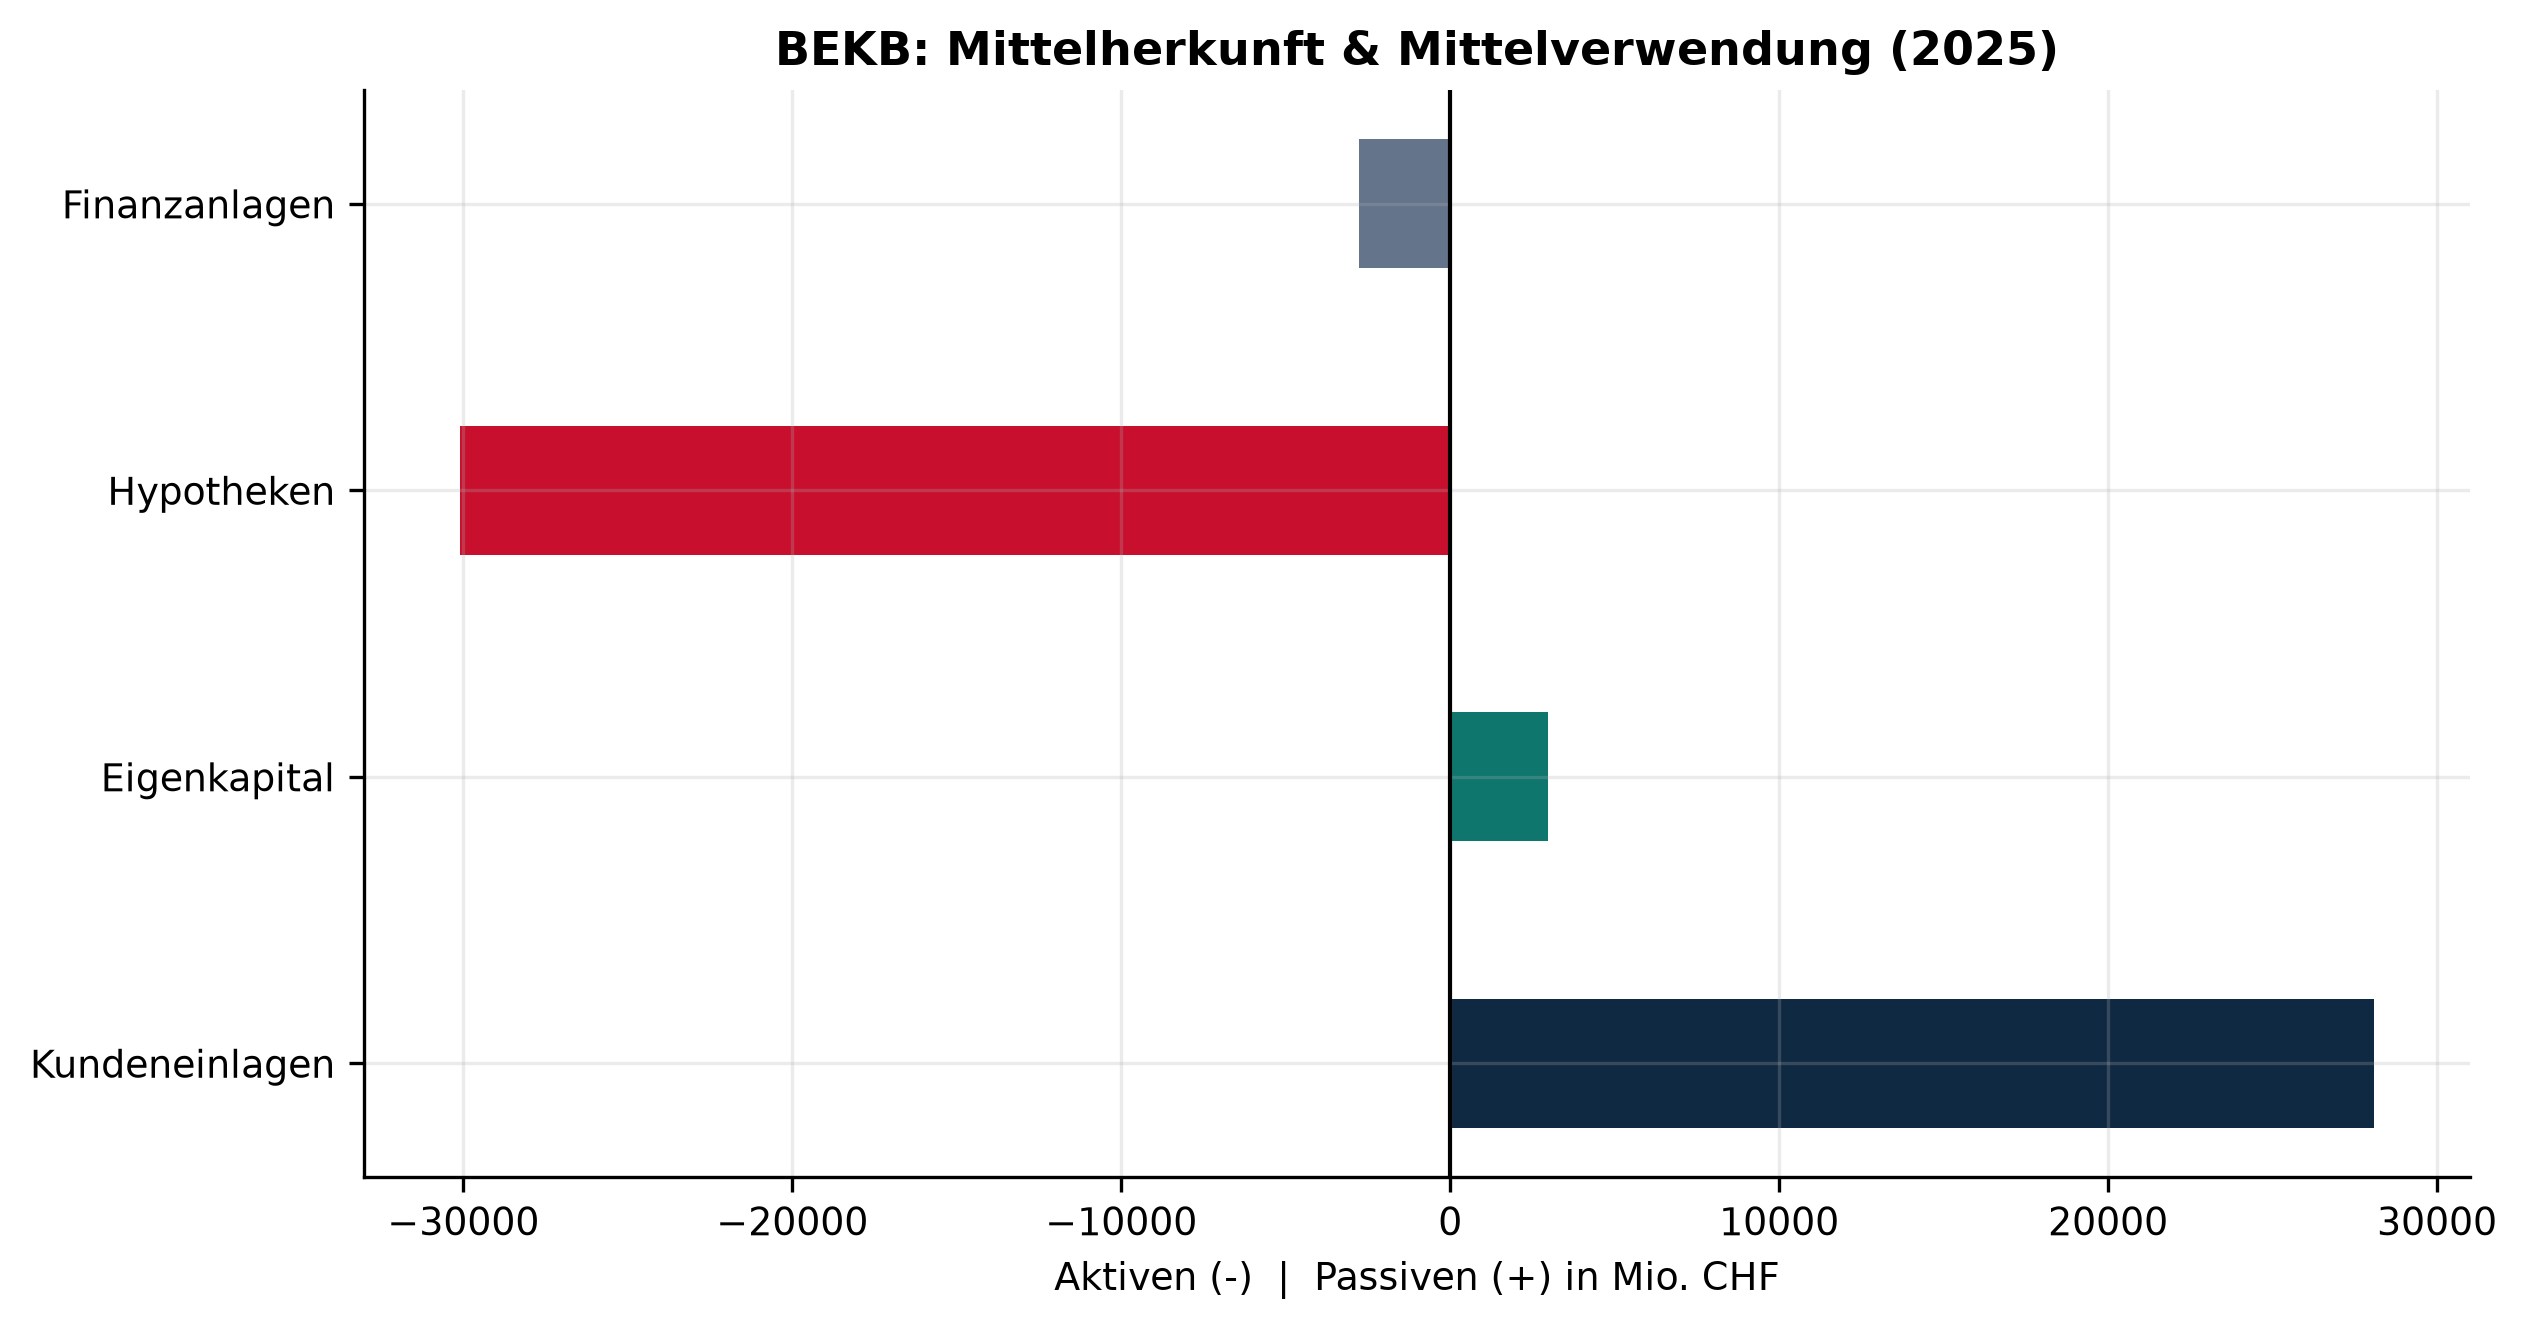 BEKB: Mittelherkunft & Mittelverwendung (2025)
Finanzanlagen
Hypotheken
Eigenkapital
Kundeneinlagen
−30000 −20000 −10000 0 10000 20000 30000
Aktiven (-) | Passiven (+) in Mio. CHF